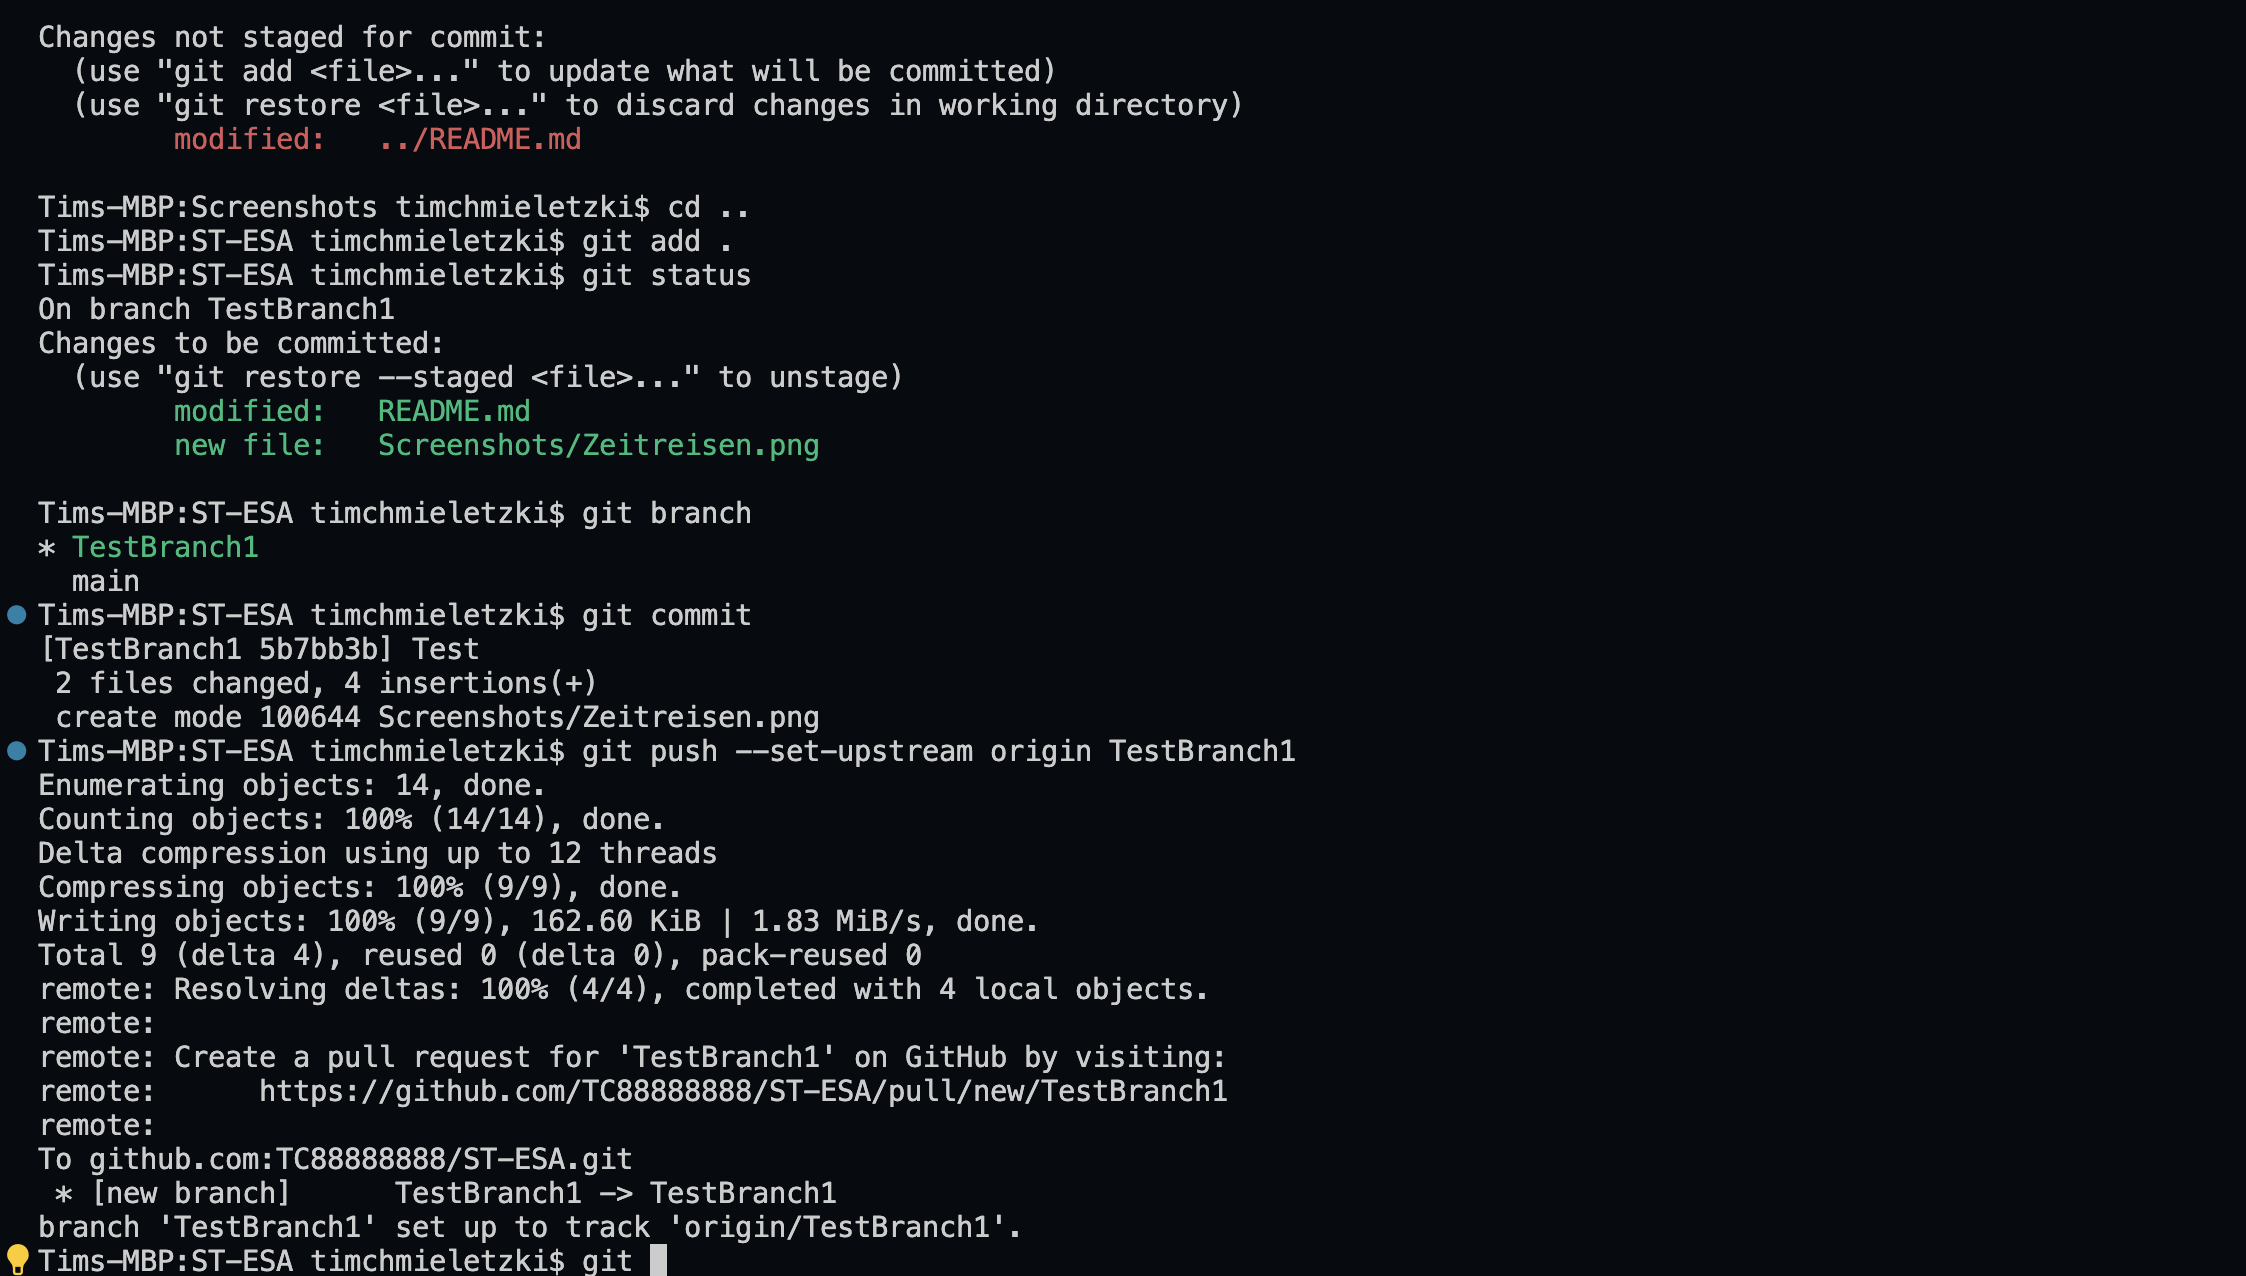 Changes not staged for commit:
  (use "git add <file>..." to update what will be committed)
  (use "git restore <file>..." to discard changes in working directory)
        modified:   ../README.md

Tims-MBP:Screenshots timchmieletzki$ cd ..
Tims-MBP:ST-ESA timchmieletzki$ git add .
Tims-MBP:ST-ESA timchmieletzki$ git status
On branch TestBranch1
Changes to be committed:
  (use "git restore --staged <file>..." to unstage)
        modified:   README.md
        new file:   Screenshots/Zeitreisen.png

Tims-MBP:ST-ESA timchmieletzki$ git branch
* TestBranch1
  main
Tims-MBP:ST-ESA timchmieletzki$ git commit
[TestBranch1 5b7bb3b] Test
 2 files changed, 4 insertions(+)
 create mode 100644 Screenshots/Zeitreisen.png
Tims-MBP:ST-ESA timchmieletzki$ git push --set-upstream origin TestBranch1
Enumerating objects: 14, done.
Counting objects: 100% (14/14), done.
Delta compression using up to 12 threads
Compressing objects: 100% (9/9), done.
Writing objects: 100% (9/9), 162.60 KiB | 1.83 MiB/s, done.
Total 9 (delta 4), reused 0 (delta 0), pack-reused 0
remote: Resolving deltas: 100% (4/4), completed with 4 local objects.
remote:
remote: Create a pull request for 'TestBranch1' on GitHub by visiting:
remote:      https://github.com/TC88888888/ST-ESA/pull/new/TestBranch1
remote:
To github.com:TC88888888/ST-ESA.git
 * [new branch]      TestBranch1 -> TestBranch1
branch 'TestBranch1' set up to track 'origin/TestBranch1'.
Tims-MBP:ST-ESA timchmieletzki$ git